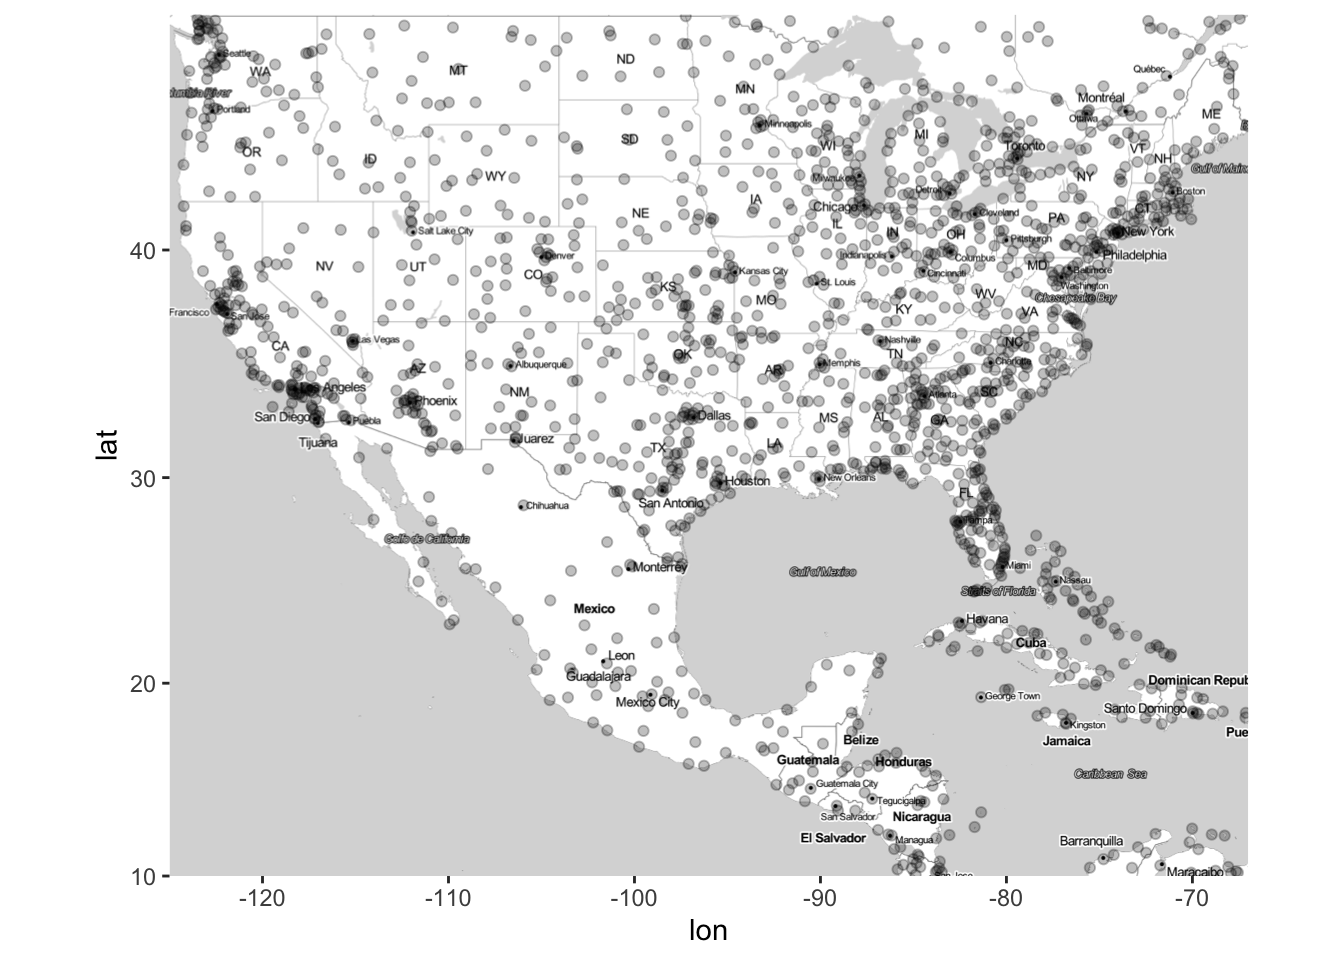 Québec
Seattle
WA
MT
ND
MN
Montréal
Ottawa
ME
Portland
Minneapolis
OR
ID
SD
WI
MI
Toronto
VT
NH
WY
Milwaukee
Detroit
NY
Boston
IA
NE
Chicago
CT
Cleveland
PA
Salt Lake City
IL
IN
OH
Pittsburgh
New York
40
NV
UT
CO
Denver
Kansas City
Indianapolis
Columbus
Cincinnati
MD
Philadelphia
Baltimore
Washington
KS
MO
St. Louis
WV
Chesapeake Bay
Francisco
San Jose
KY
VA
CA
Las Vegas
OK
Nashville
TN
NC
Charlotte
AZ
Albuquerque
AR
Memphis
Los Angeles
Phoenix
NM
Atlanta
SC
San Diego
Puebla
Dallas
MS
AL
GA
Tijuana
Juarez
TX
LA
lat
30
Houston
New Orleans
San Antonio
FL
Chihuahua
Tampa
Golfo de California
Monterrey
Gulf of Mexico
Miami
Nassau
Straits of Florida
Mexico
Havana
Cuba
Leon
Guadalajara
20
Mexico City
George Town
Dominican Repub
Santo Domingo
Kingston
Jamaica
Pue
Belize
Guatemala
Honduras
Caribbean Sea
Guatemala City
Tegucigalpa
San Salvador
Nicaragua
El Salvador
Managua
Barranquilla
Maracaibo
San Jose
10
-120
-110
-100
-90
-80
-70
lon